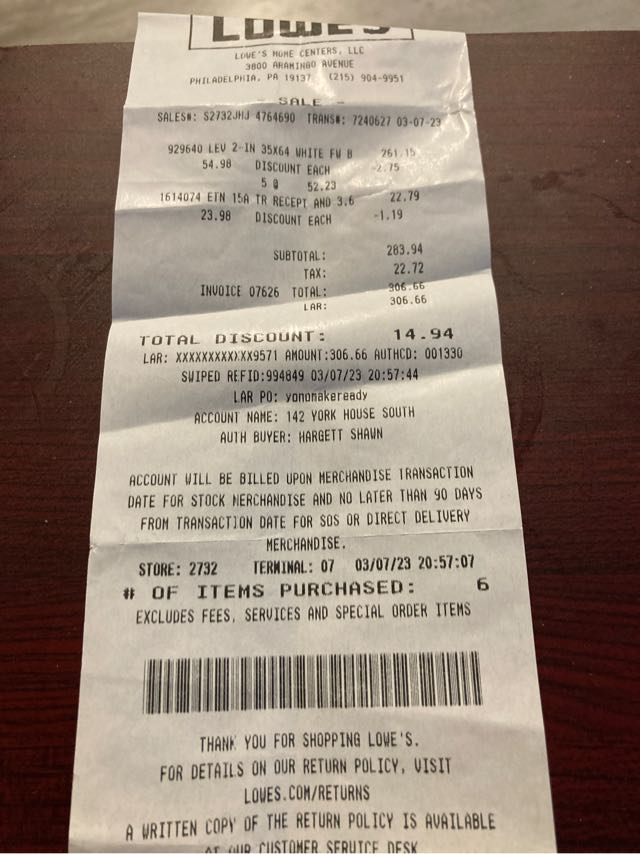 LOWE'S
LOWE'S HOME CENTERS, LLC
3800 ARAMINGO AVENUE
PHILADELPHIA, PA 19137 (215) 904-9951
- SALE -
SALES#: S2732JHJ 4764690 TRANS#: 7240627 03-07-23
929640 LEV 2-IN 35X64 WHITE FW B 261.15
54.98 DISCOUNT EACH -2.75
5 @ 52.23
1614074 ETN 15A TR RECEPT AND 3.6 22.79
23.98 DISCOUNT EACH -1.19
SUBTOTAL: 283.94
TAX: 22.72
INVOICE 07626 TOTAL: 306.66
LAR: 306.66
TOTAL DISCOUNT: 14.94
LAR: XXXXXXXXXXXX9571 AMOUNT:306.66 AUTHCD: 001330
SWIPED REFID:994849 03/07/23 20:57:44
LAR PO: yonomakeready
ACCOUNT NAME: 142 YORK HOUSE SOUTH
AUTH BUYER: HARGETT SHAWN
ACCOUNT WILL BE BILLED UPON MERCHANDISE TRANSACTION
DATE FOR STOCK MERCHANDISE AND NO LATER THAN 90 DAYS
FROM TRANSACTION DATE FOR SOS OR DIRECT DELIVERY
MERCHANDISE.
STORE: 2732 TERMINAL: 07 03/07/23 20:57:07
# OF ITEMS PURCHASED: 6
EXCLUDES FEES, SERVICES AND SPECIAL ORDER ITEMS
THANK YOU FOR SHOPPING LOWE'S.
FOR DETAILS ON OUR RETURN POLICY, VISIT
LOWES.COM/RETURNS
A WRITTEN COPY OF THE RETURN POLICY IS AVAILABLE
AT OUR CUSTOMER SERVICE DESK